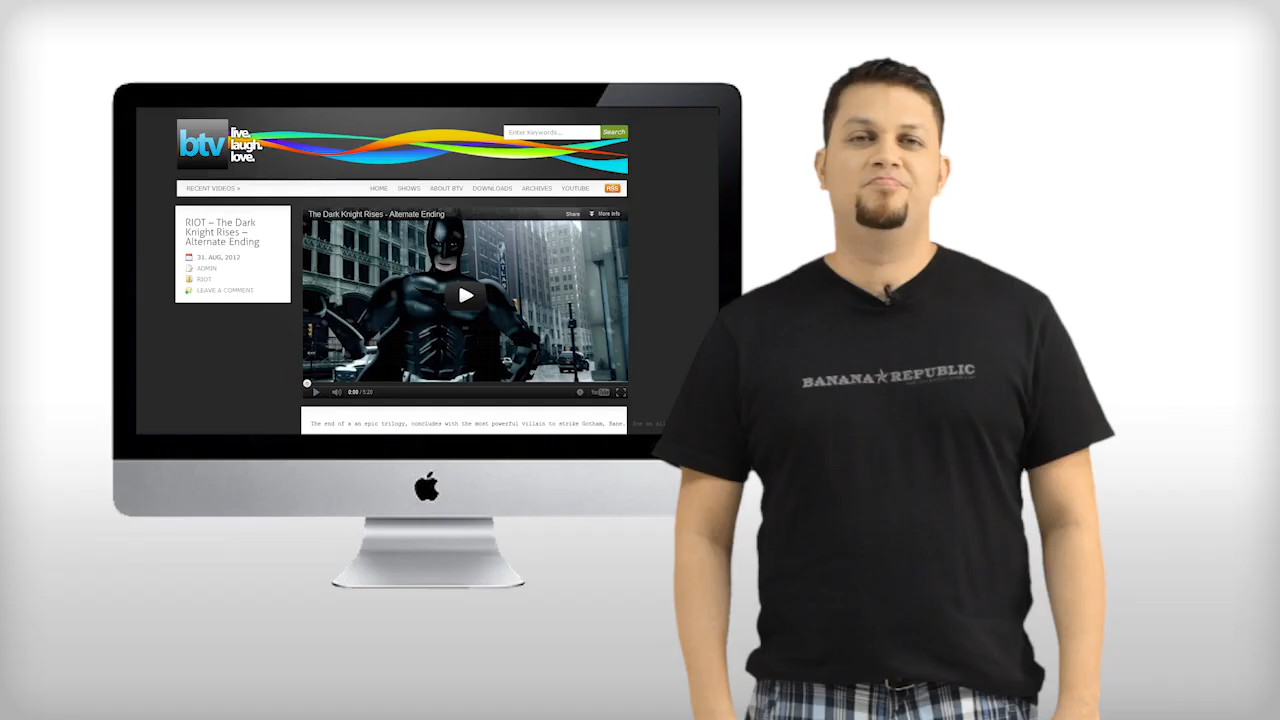 btv
live.
laugh.
love.
Enter Keywords...
Search
RECENT VIDEOS »
HOME
SHOWS
ABOUT BTV
DOWNLOADS
ARCHIVES
YOUTUBE
RSS
RIOT – The Dark
Knight Rises –
Alternate Ending
31. AUG, 2012
ADMIN
RIOT
LEAVE A COMMENT
The Dark Knight Rises - Alternate Ending
Share
More info
0:00 / 5:20
The end of a an epic trilogy, concludes with the most powerful villain to strike Gotham, Bane.
BANANA REPUBLIC